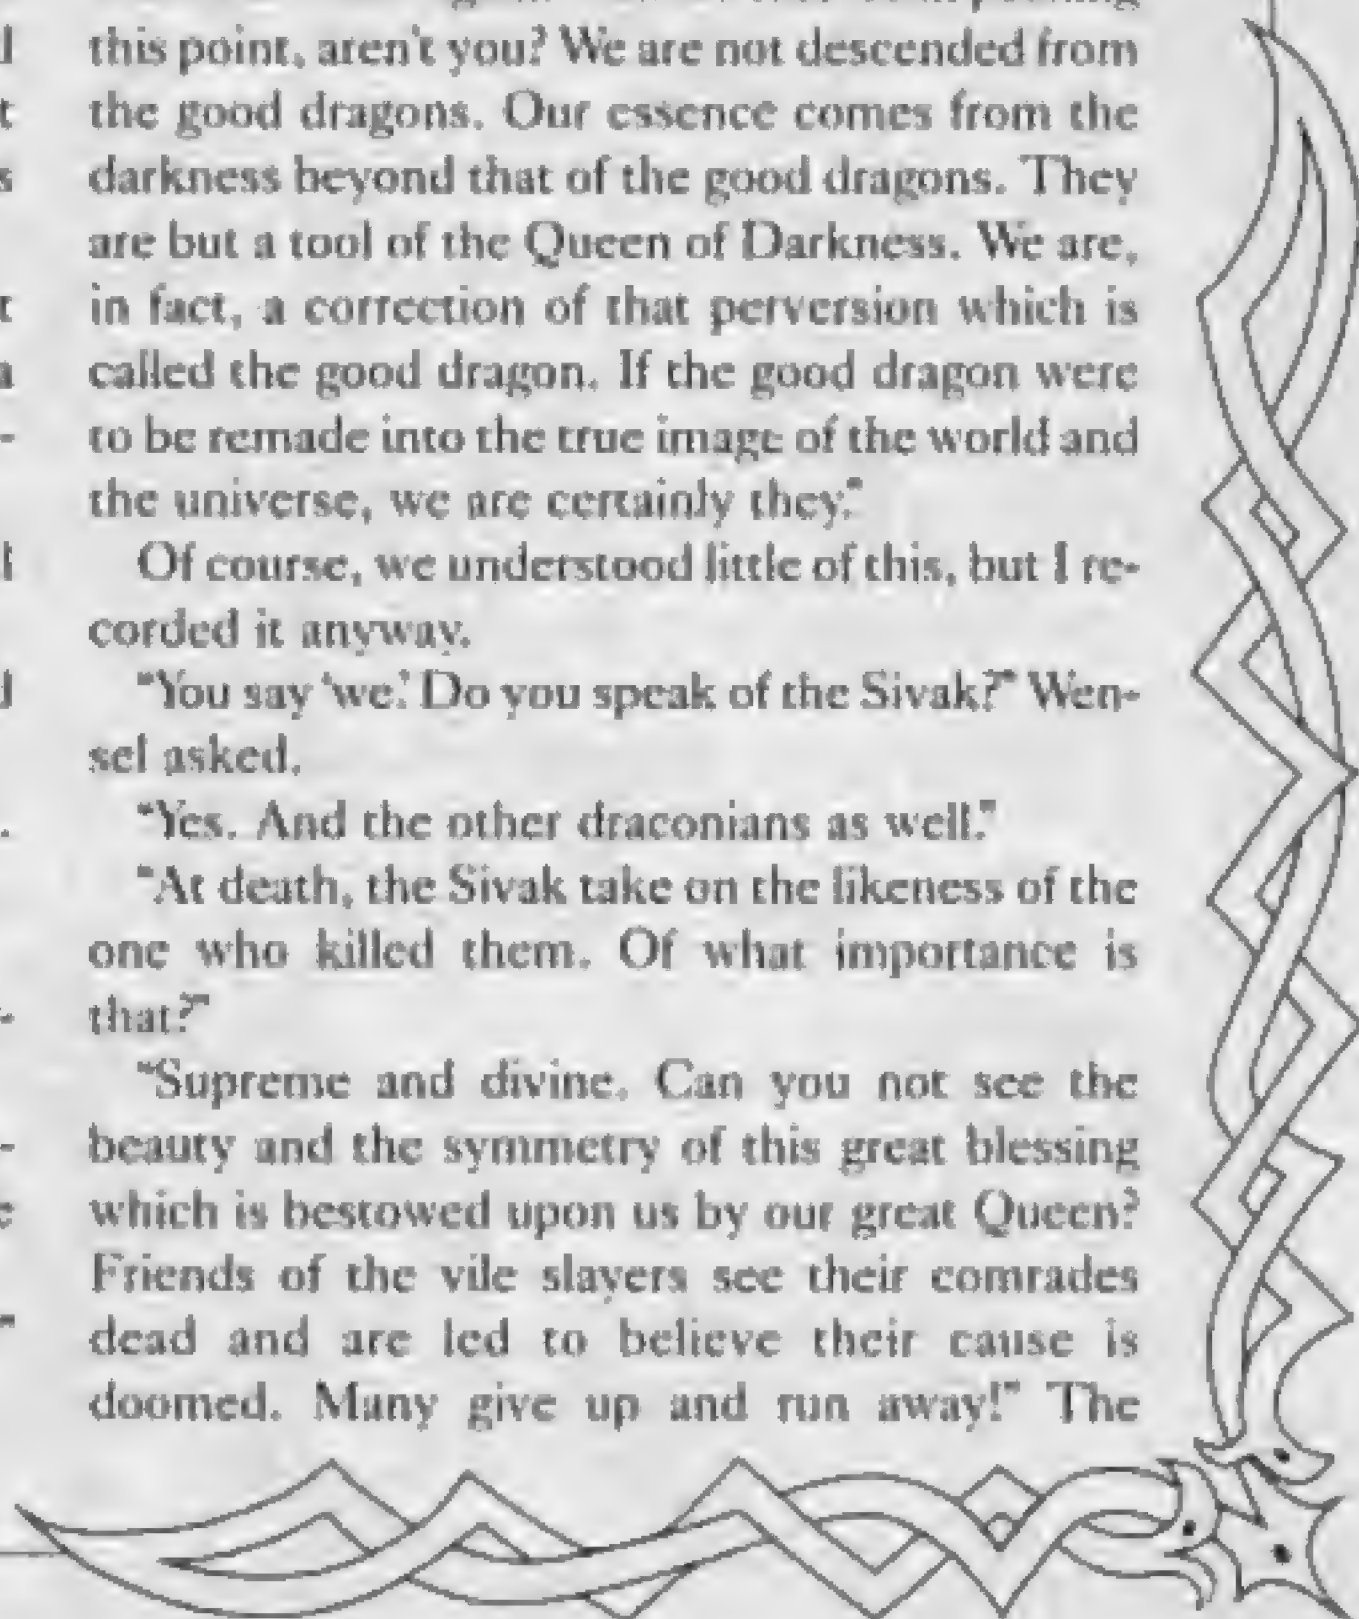 this point, aren't you? We are not descended from
the good dragons. Our essence comes from the
darkness beyond that of the good dragons. They
are but a tool of the Queen of Darkness. We are,
in fact, a correction of that perversion which is
called the good dragon. If the good dragon were
to be remade into the true image of the world and
the universe, we are certainly they."
Of course, we understood little of this, but I re-
corded it anyway.
"You say 'we.' Do you speak of the Sivak?" Wen-
sel asked.
"Yes. And the other draconians as well."
"At death, the Sivak take on the likeness of the
one who killed them. Of what importance is
that?"
"Supreme and divine. Can you not see the
beauty and the symmetry of this great blessing
which is bestowed upon us by our great Queen?
Friends of the vile slayers see their comrades
dead and are led to believe their cause is
doomed. Many give up and run away!" The